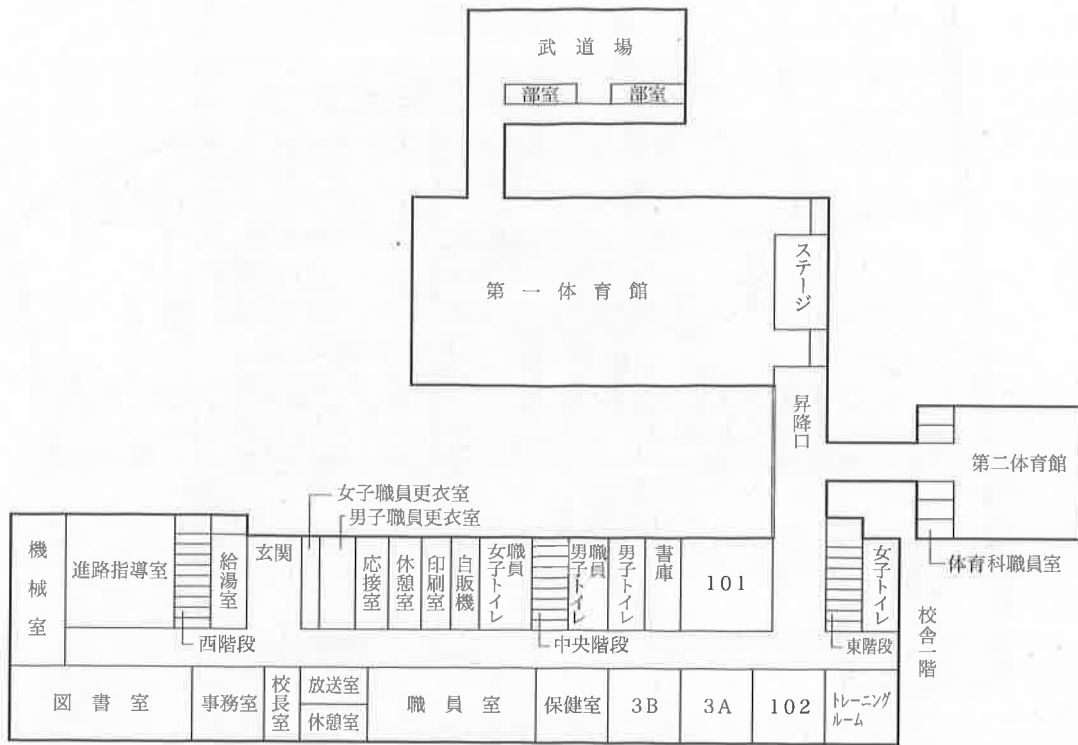 武道場
部室
部室
第一体育館
ステージ
昇降口
第二体育館
体育科職員室
校舎一階
女子職員更衣室
男子職員更衣室
機械室
進路指導室
西階段
給湯室
玄関
応接室
休憩室
印刷室
自販機
職員女子トイレ
中央階段
職員男子トイレ
男子トイレ
書庫
101
東階段
女子トイレ
図書室
事務室
校長室
放送室
休憩室
職員室
保健室
3B
3A
102
トレーニング
ルーム